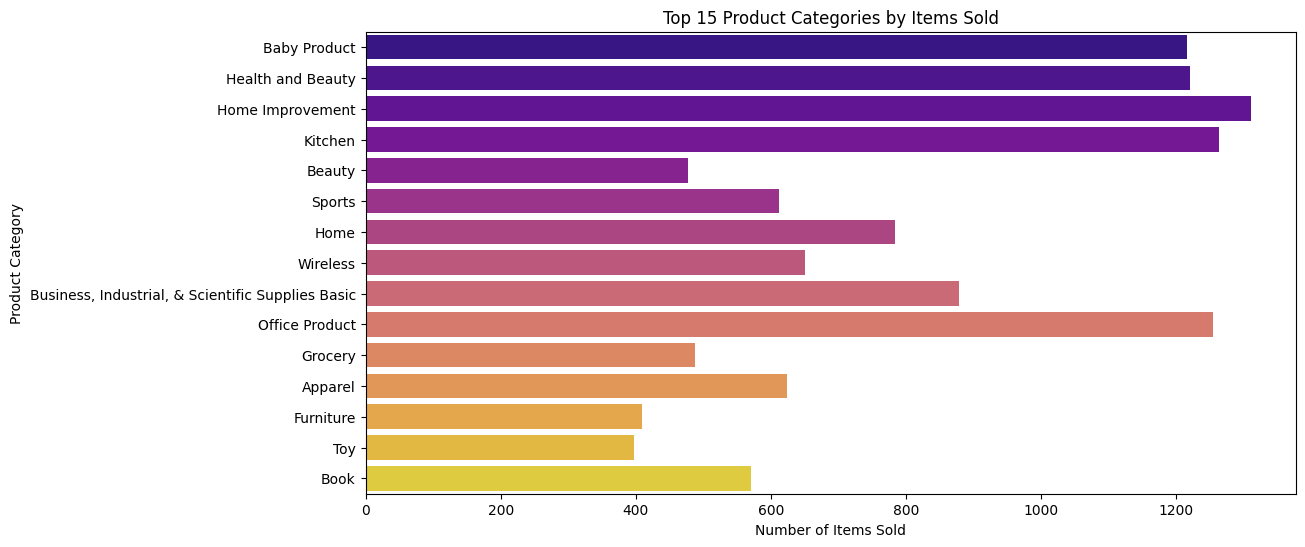 Top 15 Product Categories by Items Sold
Product Category
Baby Product
Health and Beauty
Home Improvement
Kitchen
Beauty
Sports
Home
Wireless
Business, Industrial, & Scientific Supplies Basic
Office Product
Grocery
Apparel
Furniture
Toy
Book
0 200 400 600 800 1000 1200
Number of Items Sold